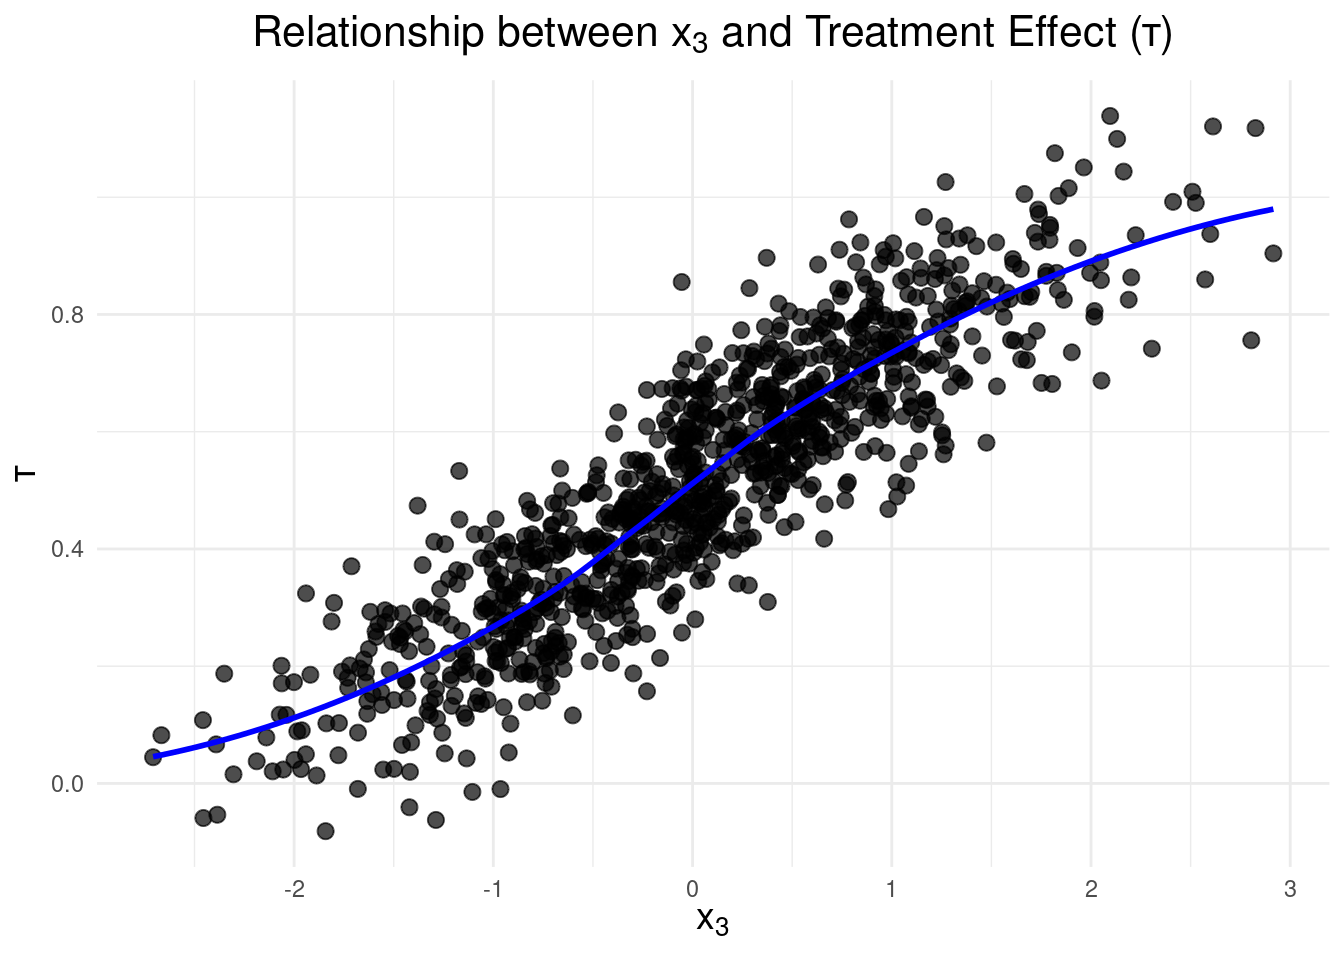 Relationship between x₃ and Treatment Effect (τ)
0.8
τ
0.4
0.0
-2 -1 0 1 2 3
x₃